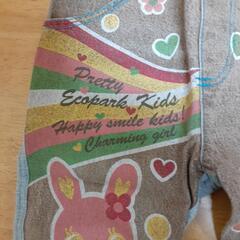 Pretty
Ecopark Kids
Happy smile kids!
Charming girl